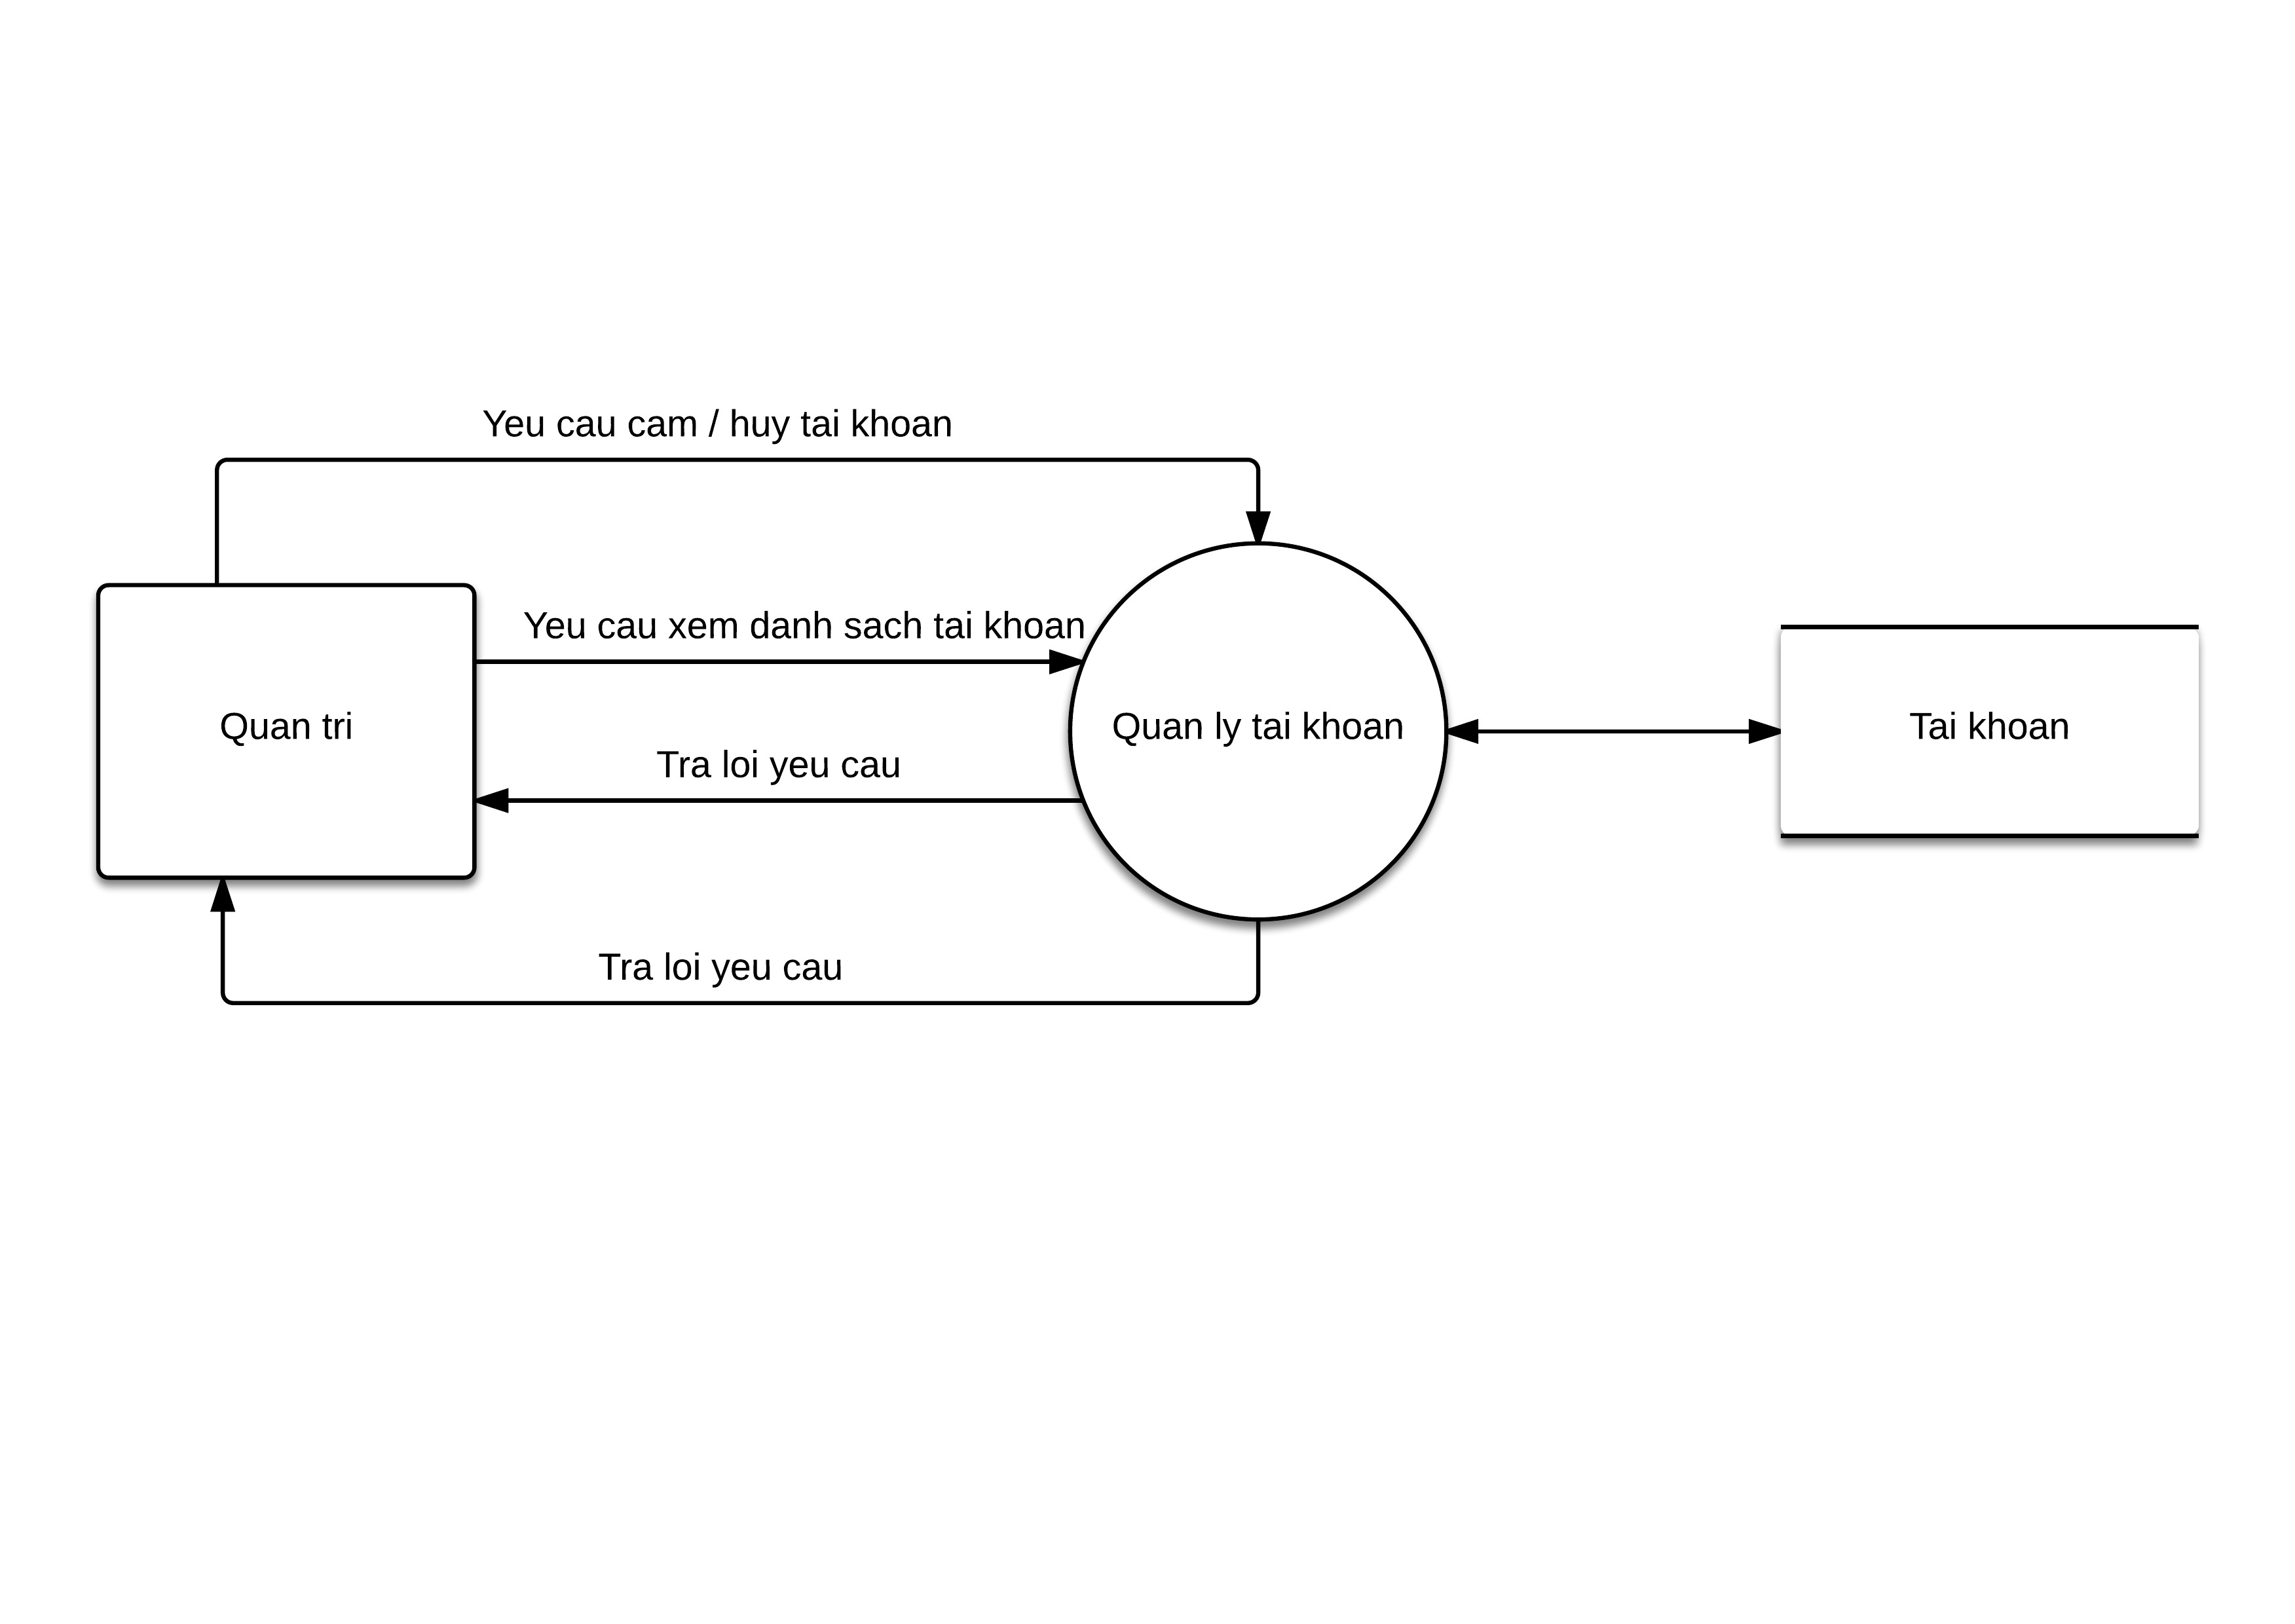 Yeu cau cam / huy tai khoan
Yeu cau xem danh sach tai khoan
Quan tri
Quan ly tai khoan
Tai khoan
Tra loi yeu cau
Tra loi yeu cau